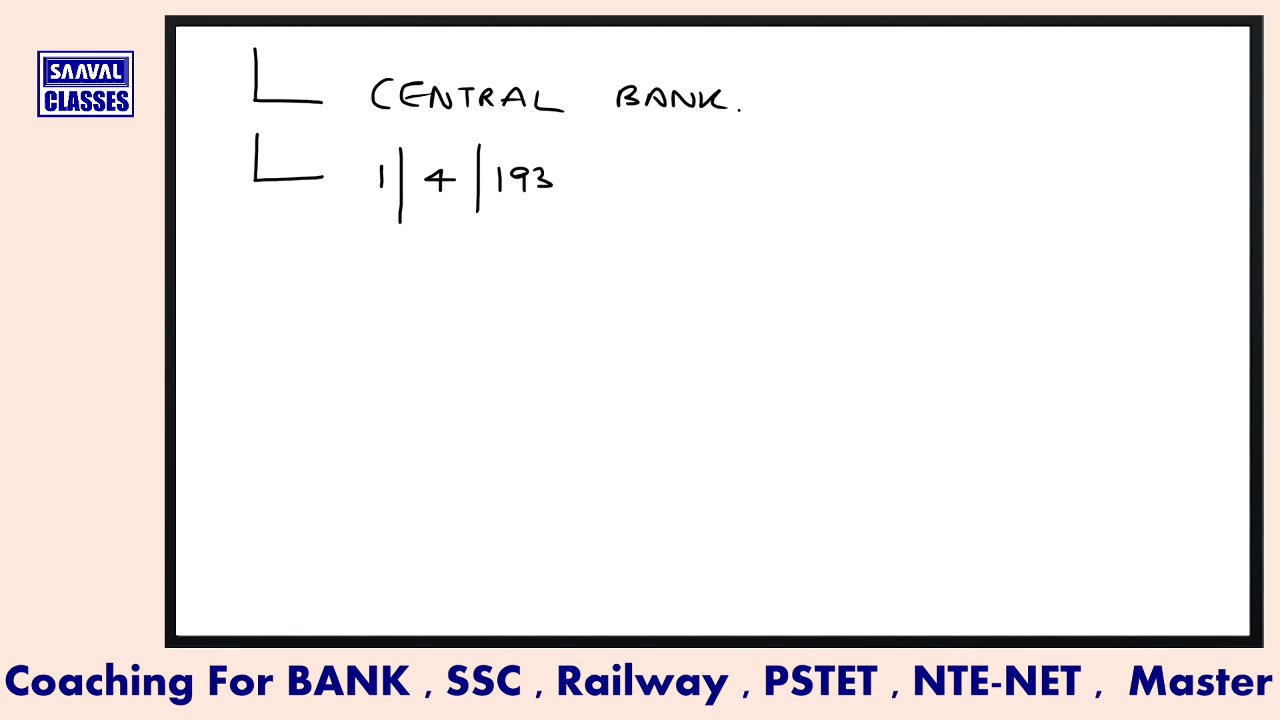 SAAVAL
CLASSES
CENTRAL BANK.
1|4|193
Coaching For BANK , SSC , Railway , PSTET , NTE-NET , Master